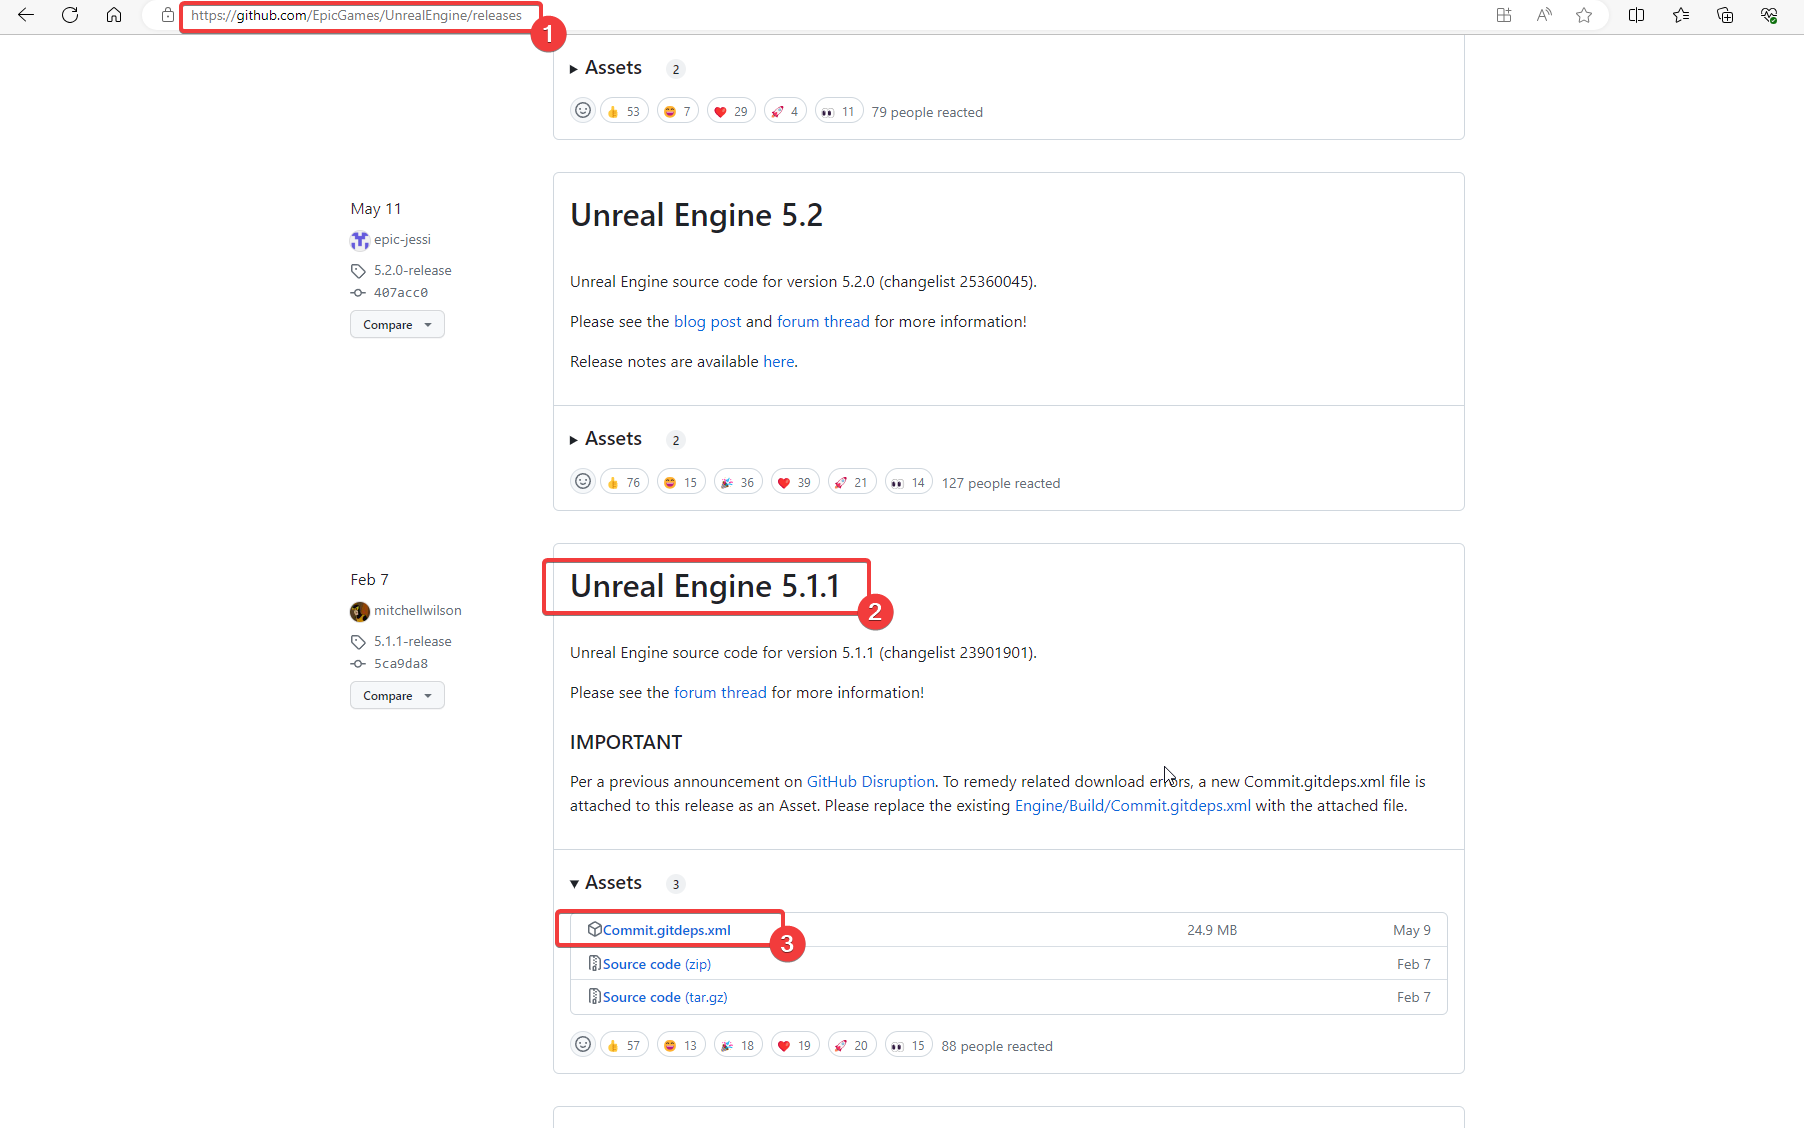 https://github.com/EpicGames/UnrealEngine/releases
1
Assets 2
53 7 29 4 11 79 people reacted
May 11
epic-jessi
5.2.0-release
407acc0
Compare
Unreal Engine 5.2
Unreal Engine source code for version 5.2.0 (changelist 25360045).
Please see the blog post and forum thread for more information!
Release notes are available here.
Assets 2
76 15 36 39 21 14 127 people reacted
Feb 7
mitchellwilson
5.1.1-release
5ca9da8
Compare
Unreal Engine 5.1.1
2
Unreal Engine source code for version 5.1.1 (changelist 23901901).
Please see the forum thread for more information!
IMPORTANT
Per a previous announcement on GitHub Disruption. To remedy related download errors, a new Commit.gitdeps.xml file is
attached to this release as an Asset. Please replace the existing Engine/Build/Commit.gitdeps.xml with the attached file.
Assets 3
Commit.gitdeps.xml 24.9 MB May 9
3
Source code (zip) Feb 7
Source code (tar.gz) Feb 7
57 13 18 19 20 15 88 people reacted